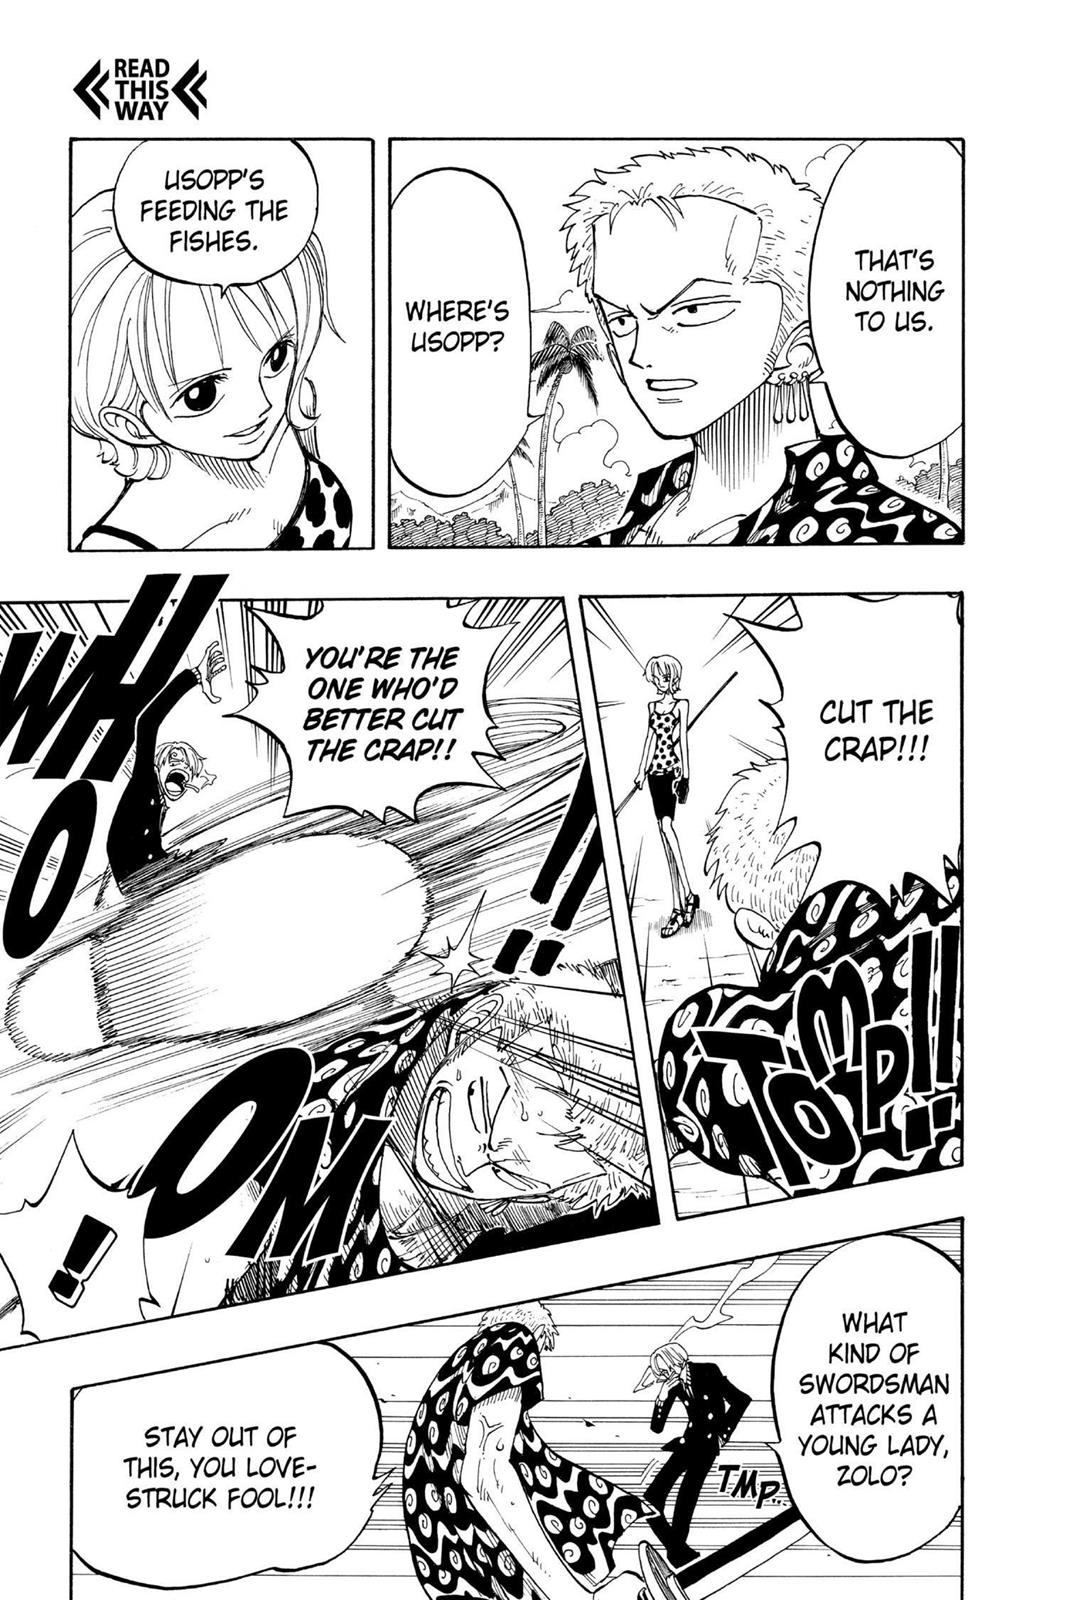 READ
THIS
WAY
THAT'S
NOTHING
TO US.
WHERE'S
USOPP?
USOPP'S
FEEDING THE
FISHES.
CUT THE
CRAP!!!
TOMP!!
YOU'RE THE
ONE WHO'D
BETTER CUT
THE CRAP!!
!!
WHOOM
!!
WHAT
KIND OF
SWORDSMAN
ATTACKS A
YOUNG LADY,
ZOLO?
TMP...
STAY OUT OF
THIS, YOU LOVE-
STRUCK FOOL!!!